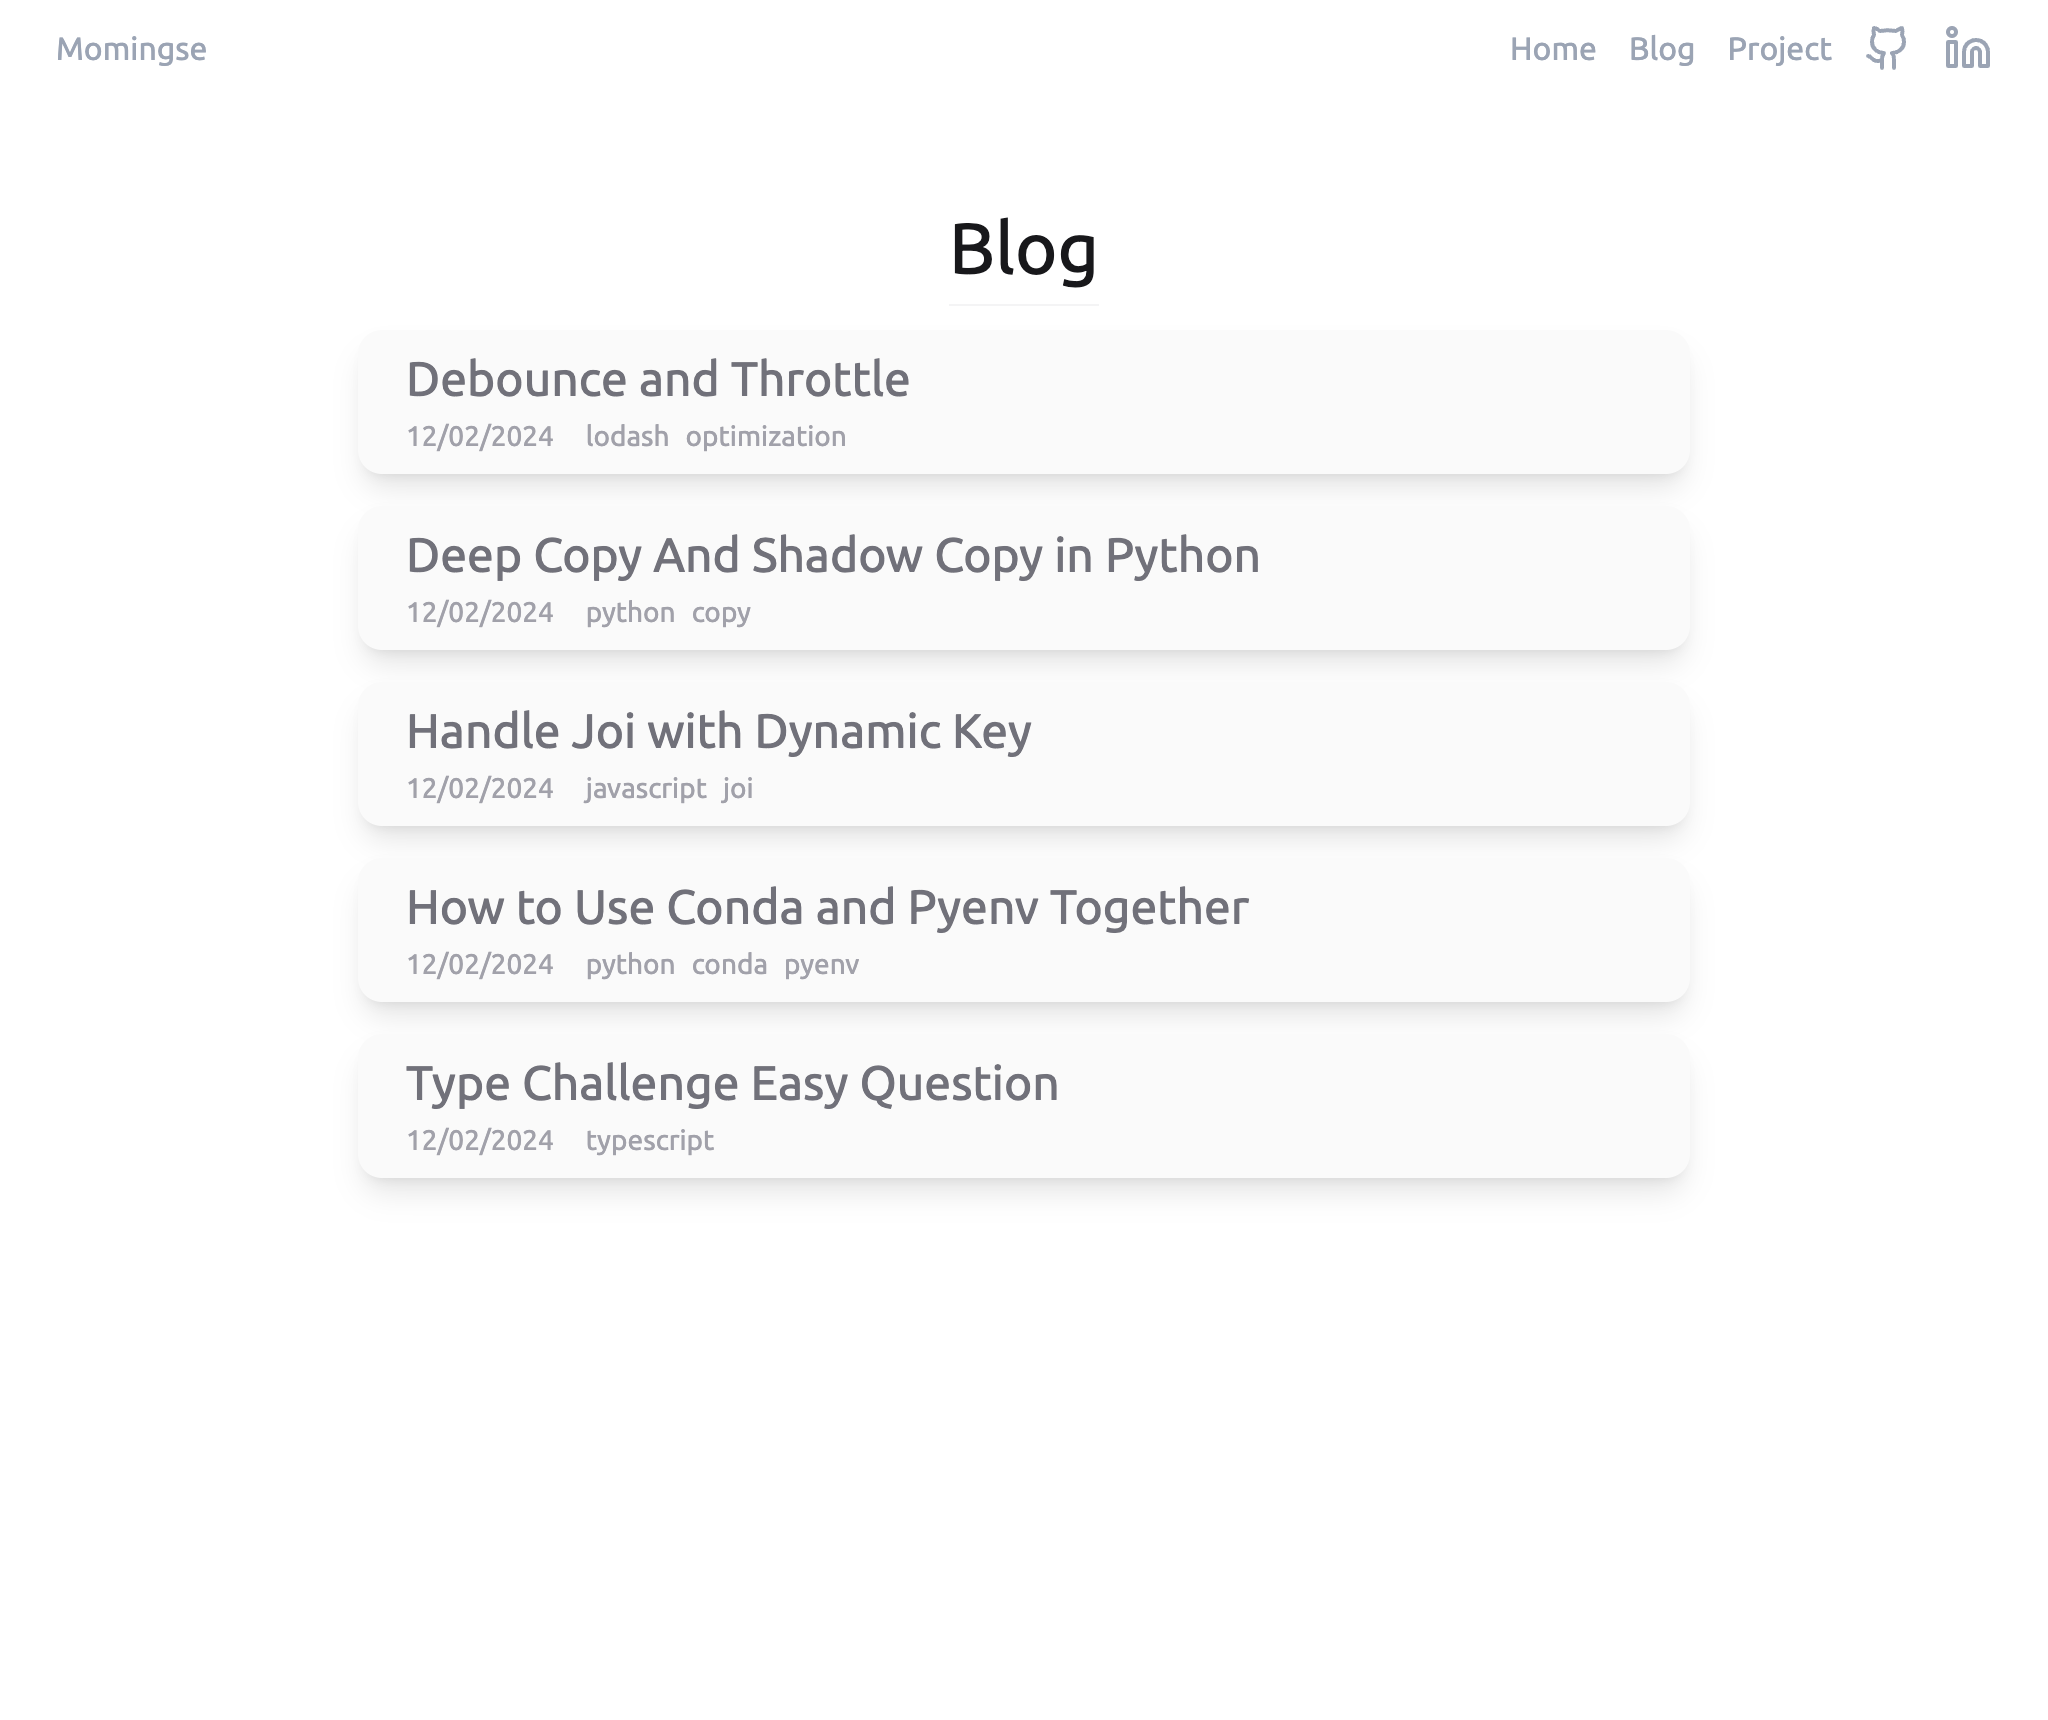 Momingse
Home Blog Project
Blog
Debounce and Throttle
12/02/2024 lodash optimization
Deep Copy And Shadow Copy in Python
12/02/2024 python copy
Handle Joi with Dynamic Key
12/02/2024 javascript joi
How to Use Conda and Pyenv Together
12/02/2024 python conda pyenv
Type Challenge Easy Question
12/02/2024 typescript